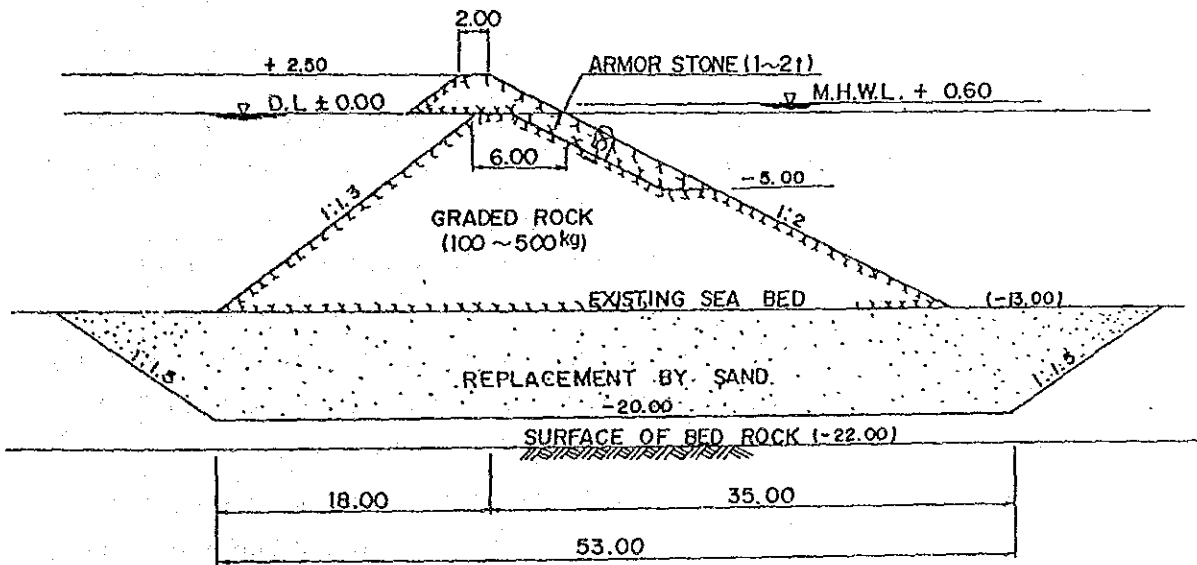 2.00
+ 2.50
ARMOR STONE (1~2t)
D.L ± 0.00
M.H.W.L. + 0.60
6.00
-5.00
1:1.3
1:2
GRADED ROCK
(100 ~ 500kg)
EXISTING SEA BED
(-13.00)
1:1.5
1:1.5
REPLACEMENT BY SAND.
-20.00
SURFACE OF BED ROCK (-22.00)
18.00
35.00
53.00